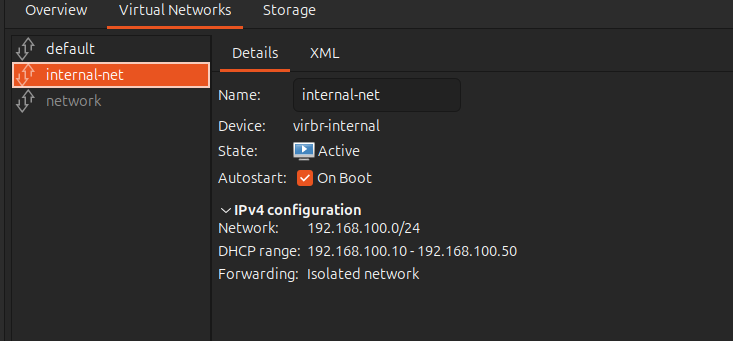 Overview Virtual Networks Storage
default
internal-net
network
Details XML
Name: internal-net
Device: virbr-internal
State: Active
Autostart: On Boot
IPv4 configuration
Network: 192.168.100.0/24
DHCP range: 192.168.100.10 - 192.168.100.50
Forwarding: Isolated network